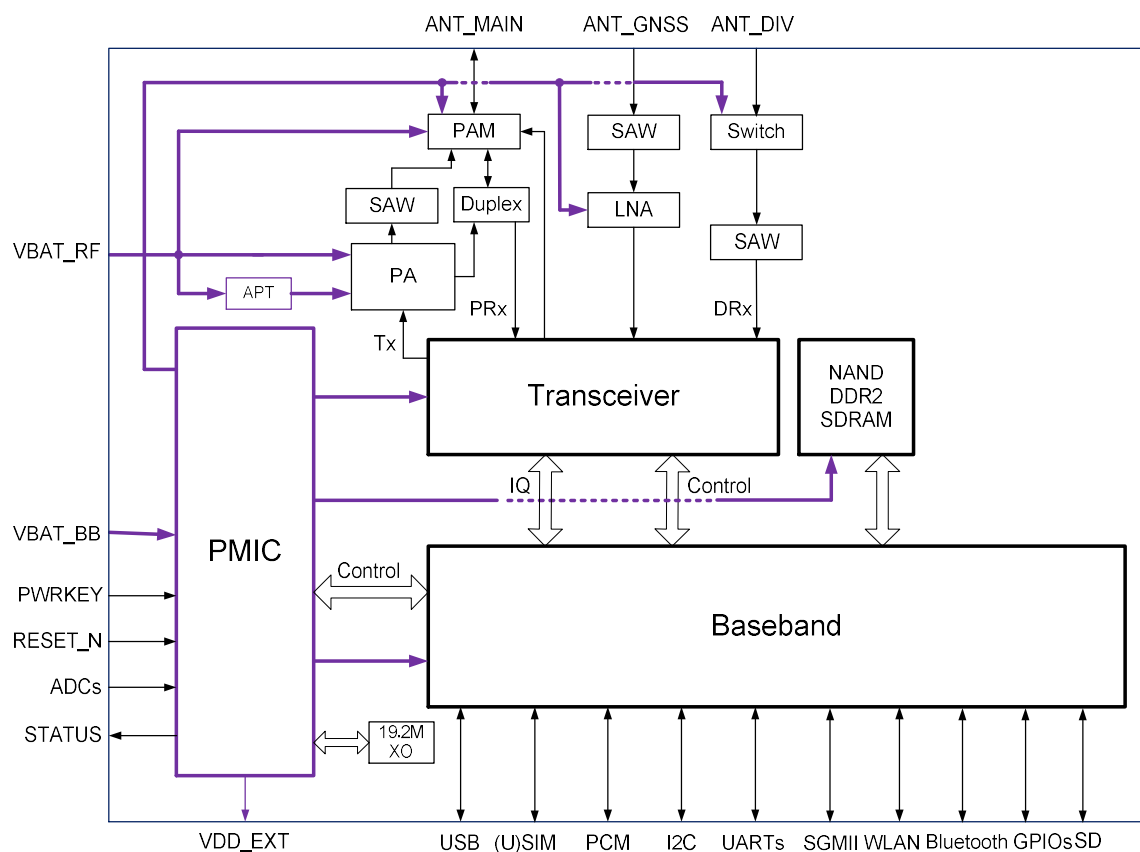 ANT_MAIN
ANT_GNSS
ANT_DIV
PAM
SAW
Switch
SAW
Duplex
LNA
SAW
VBAT_RF
PA
APT
PRx
DRx
Tx
Transceiver
NAND
DDR2
SDRAM
IQ
Control
VBAT_BB
PMIC
Control
PWRKEY
Baseband
RESET_N
ADCs
STATUS
19.2M
XO
VDD_EXT
USB
(U)SIM
PCM
I2C
UARTs
SGMII
WLAN
Bluetooth
GPIOs
SD